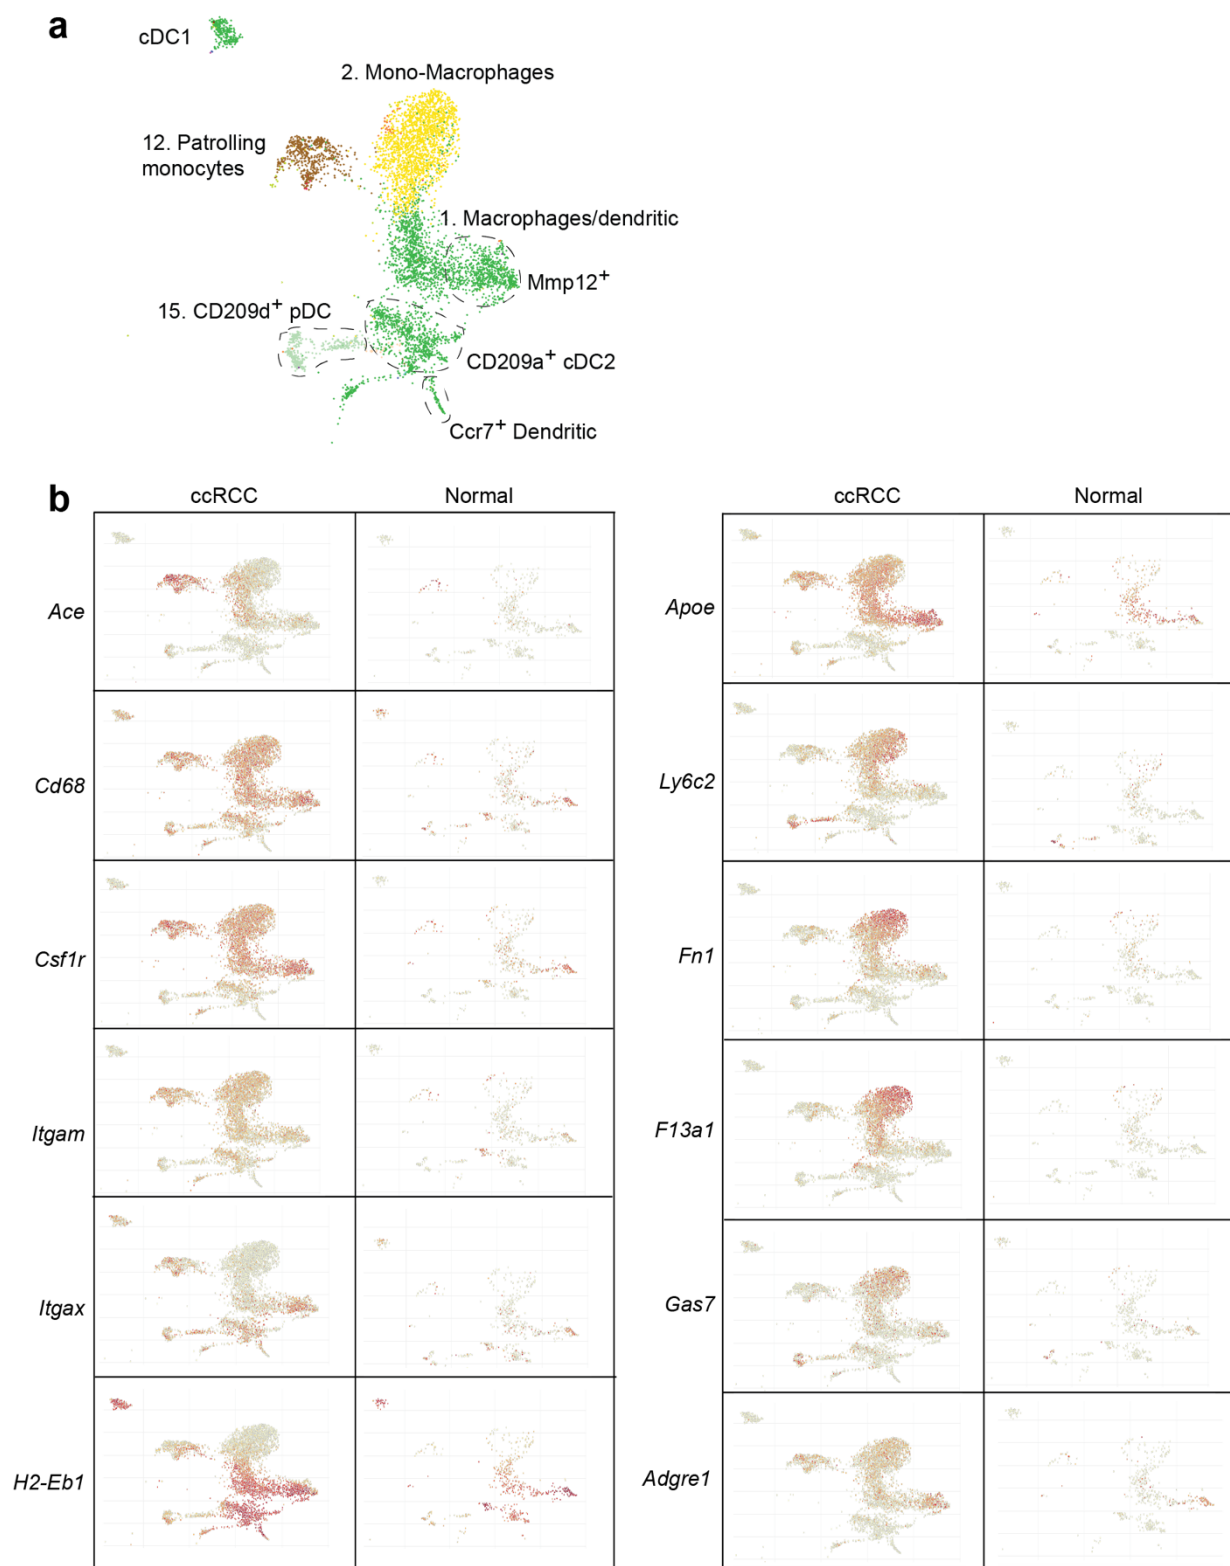 a
cDC1
2. Mono-Macrophages
12. Patrolling
monocytes
1. Macrophages/dendritic
Mmp12+
15. CD209d+ pDC
CD209a+ cDC2
Ccr7+ Dendritic
b
ccRCC
Normal
ccRCC
Normal
Ace
Apoe
Cd68
Ly6c2
Csf1r
Fn1
Itgam
F13a1
Itgax
Gas7
H2-Eb1
Adgre1